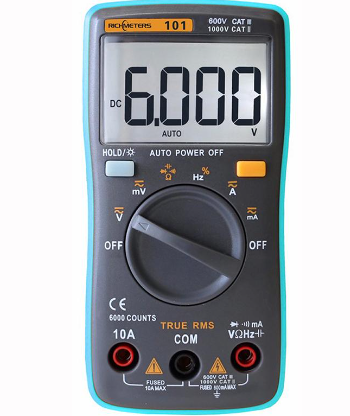 RICHMETERS 101 600V CAT III
1000V CAT II
DC 6.000 V
AUTO
HOLD/☼ AUTO POWER OFF
Ω Hz %
mV A
V mA
OFF OFF
CE
6000 COUNTS
TRUE RMS mA
10A COM VΩHz
FUSED
10A MAX
600V CAT III
1000V CAT II
FUSED 600mA MAX